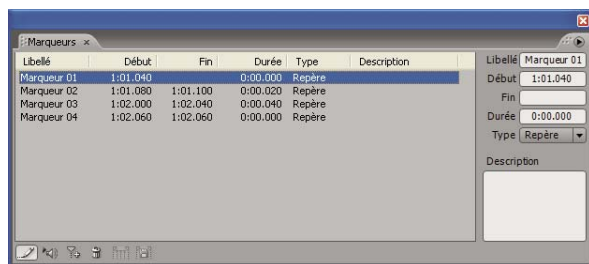 Marqueurs ×
Libellé Début Fin Durée Type Description
Marqueur 01 1:01.040 0:00.000 Repère
Marqueur 02 1:01.080 1:01.100 0:00.020 Repère
Marqueur 03 1:02.000 1:02.040 0:00.040 Repère
Marqueur 04 1:02.060 1:02.060 0:00.000 Repère
Libellé Marqueur 01
Début 1:01.040
Fin
Durée 0:00.000
Type Repère
Description